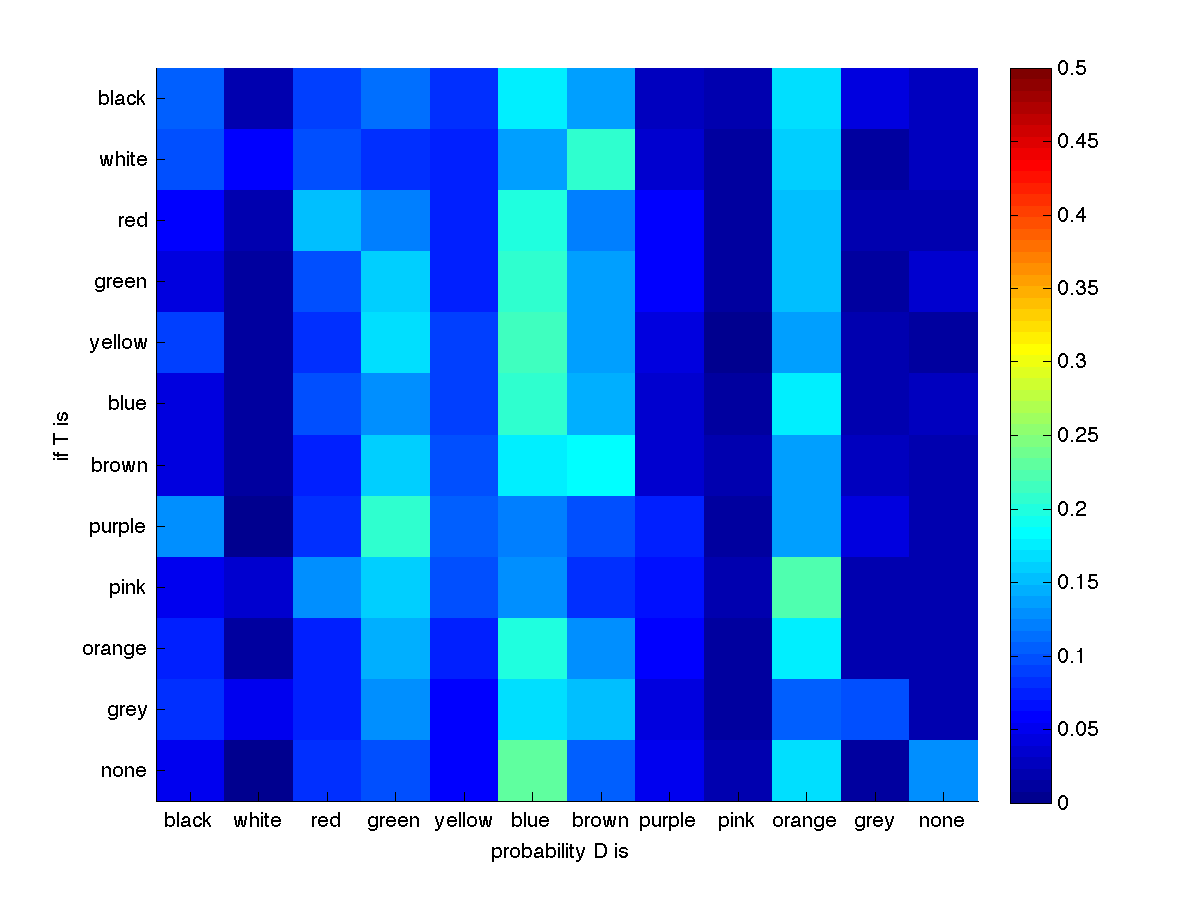 black
white
red
green
yellow
blue
brown
purple
pink
orange
grey
none
if T is
black white red green yellow blue brown purple pink orange grey none
probability D is
0.5
0.45
0.4
0.35
0.3
0.25
0.2
0.15
0.1
0.05
0